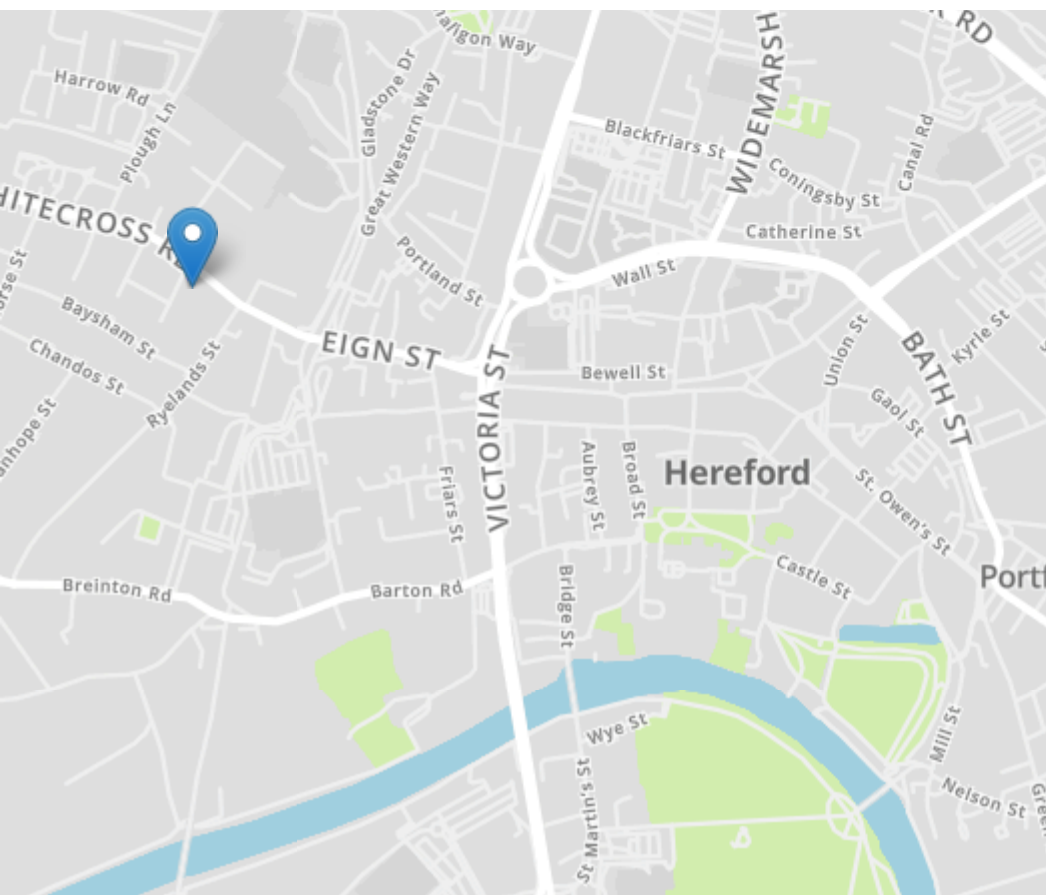 RD
WIDEMARSH
Harrow Rd
Plough Ln
Gladstone Dr
Great Western Way
Blackfriars St
Canal Rd
Coningsby St
Catherine St
Portland St
Wall St
Baysham St
Chandos St
Ryelands St
EIGN ST
VICTORIA ST
Bewell St
Union St
Kyrle St
BATH ST
Gaol St
Friars St
Aubrey St
Broad St
Hereford
St. Owen's St
Breinton Rd
Barton Rd
Bridge St
Castle St
Wye St
St Martin's St
Mill St
Nelson St